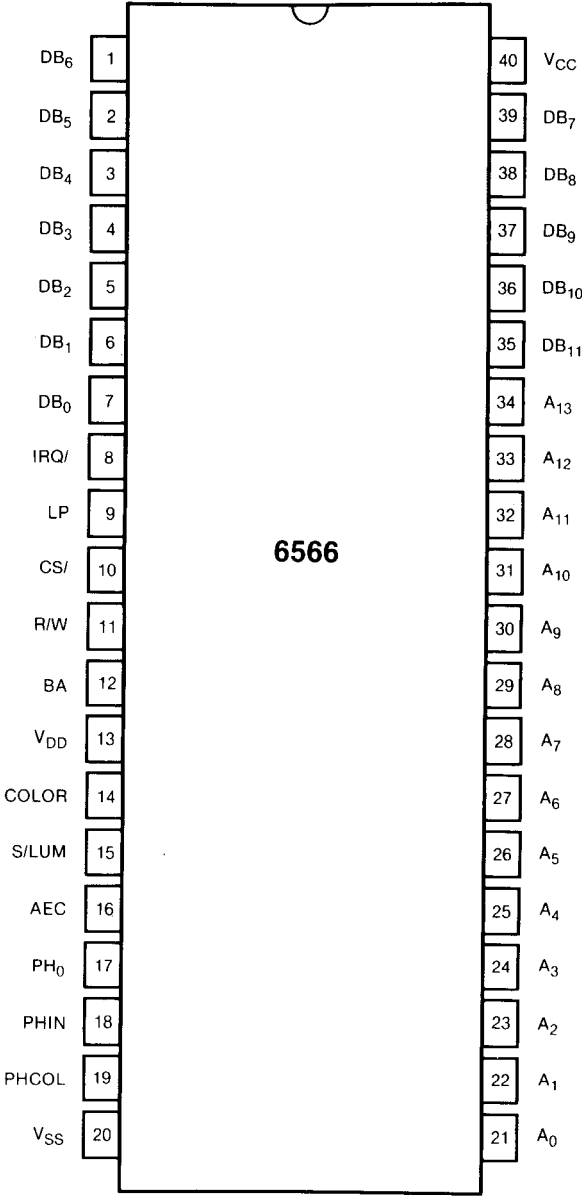 DB₆ 1 40 V_CC
DB₅ 2 39 DB₇
DB₄ 3 38 DB₈
DB₃ 4 37 DB₉
DB₂ 5 36 DB₁₀
DB₁ 6 35 DB₁₁
DB₀ 7 34 A₁₃
IRQ/ 8 33 A₁₂
LP 9 32 A₁₁
6566
CS/ 10 31 A₁₀
R/W 11 30 A₉
BA 12 29 A₈
V_DD 13 28 A₇
COLOR 14 27 A₆
S/LUM 15 26 A₅
AEC 16 25 A₄
PH₀ 17 24 A₃
PHIN 18 23 A₂
PHCOL 19 22 A₁
V_SS 20 21 A₀